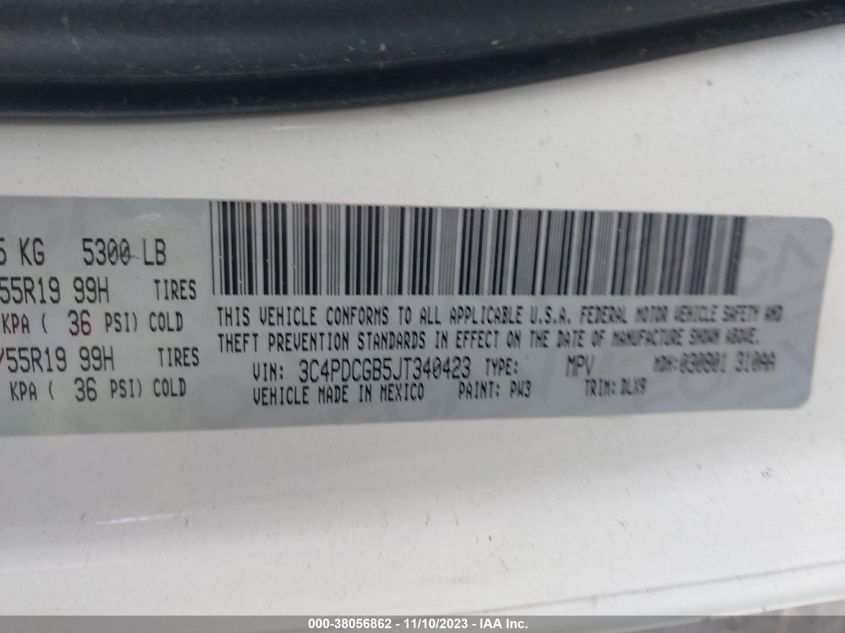 5 KG 5300 LB
55R19 99H TIRES
KPA ( 36 PSI) COLD
/55R19 99H TIRES
KPA ( 36 PSI) COLD
THIS VEHICLE CONFORMS TO ALL APPLICABLE U.S.A. FEDERAL MOTOR VEHICLE SAFETY AND
THEFT PREVENTION STANDARDS IN EFFECT ON THE DATE OF MANUFACTURE SHOWN ABOVE.
VIN: 3C4PDCGB5JT340423 TYPE: MPV MDH:030901 310AA
VEHICLE MADE IN MEXICO PAINT: PW3 TRIM: DLX9
000-38056862 - 11/10/2023 - IAA Inc.